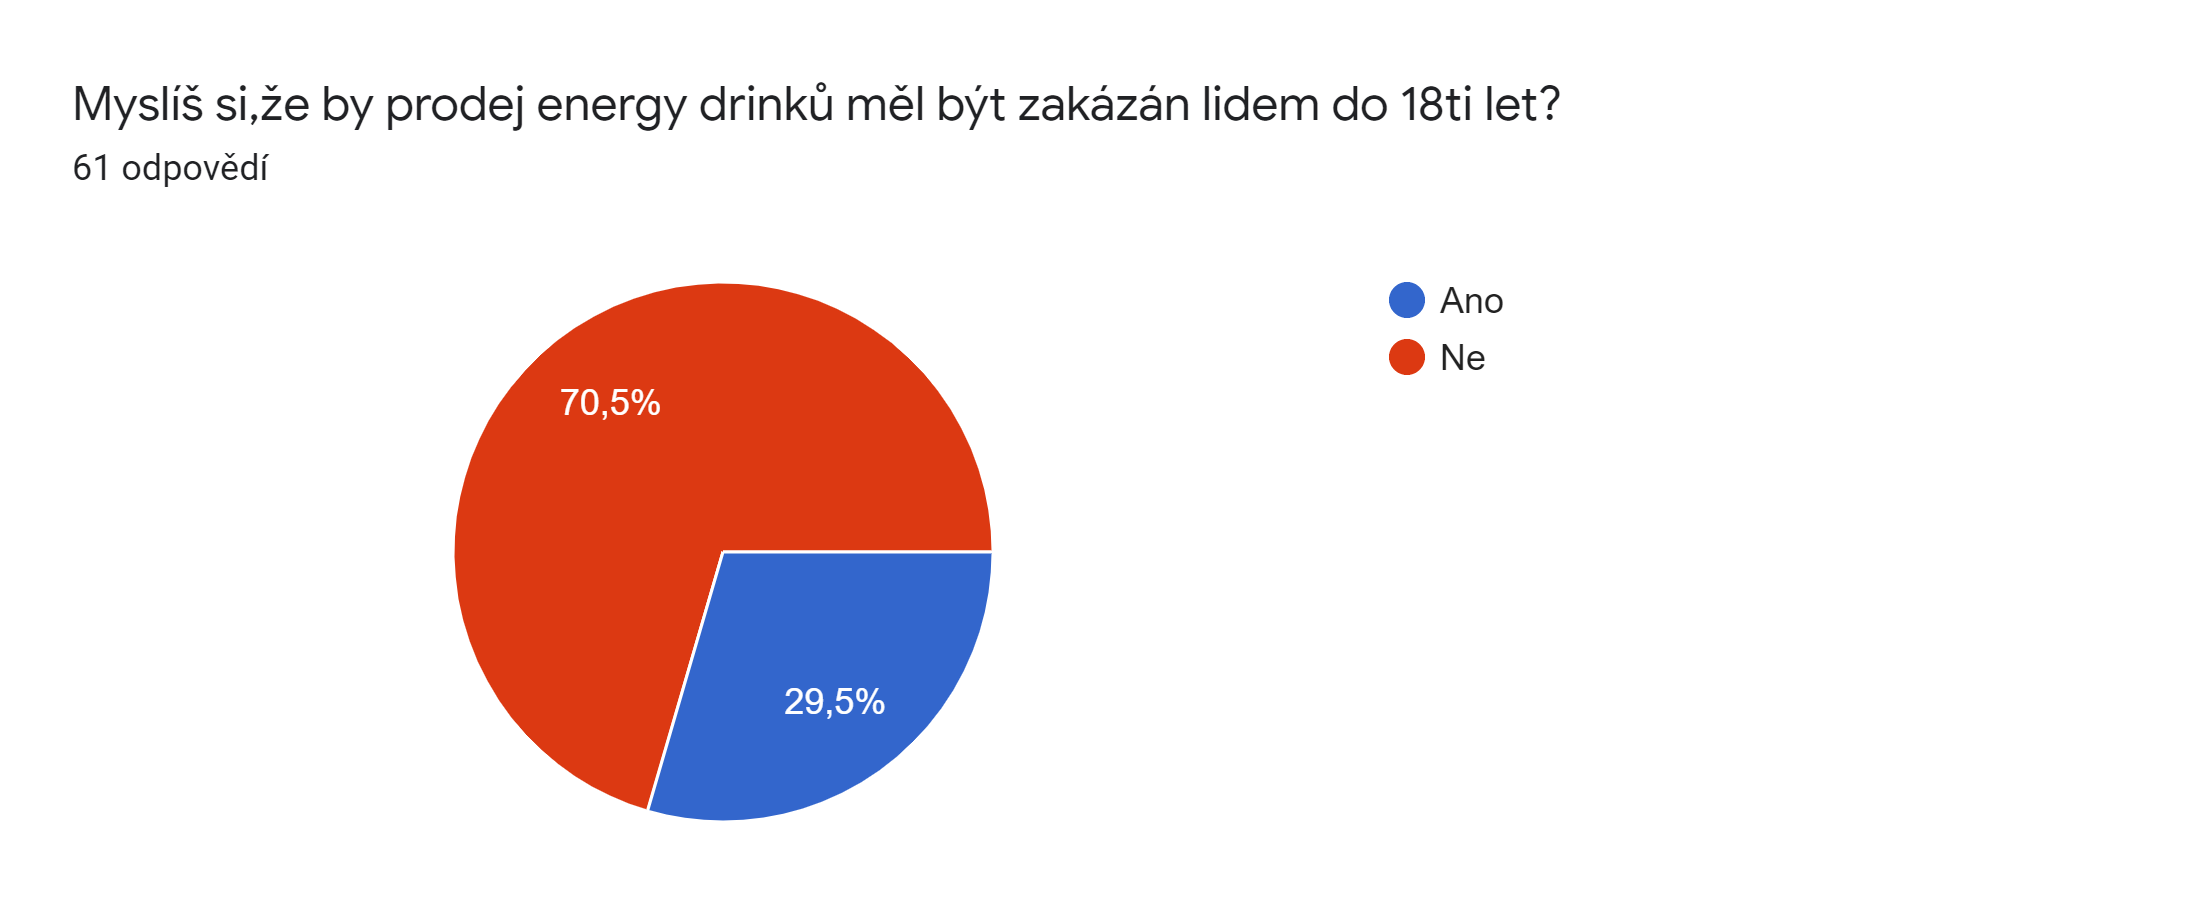 Myslíš si,že by prodej energy drinků měl být zakázán lidem do 18ti let?
61 odpovědí
Ano
Ne
70,5%
29,5%